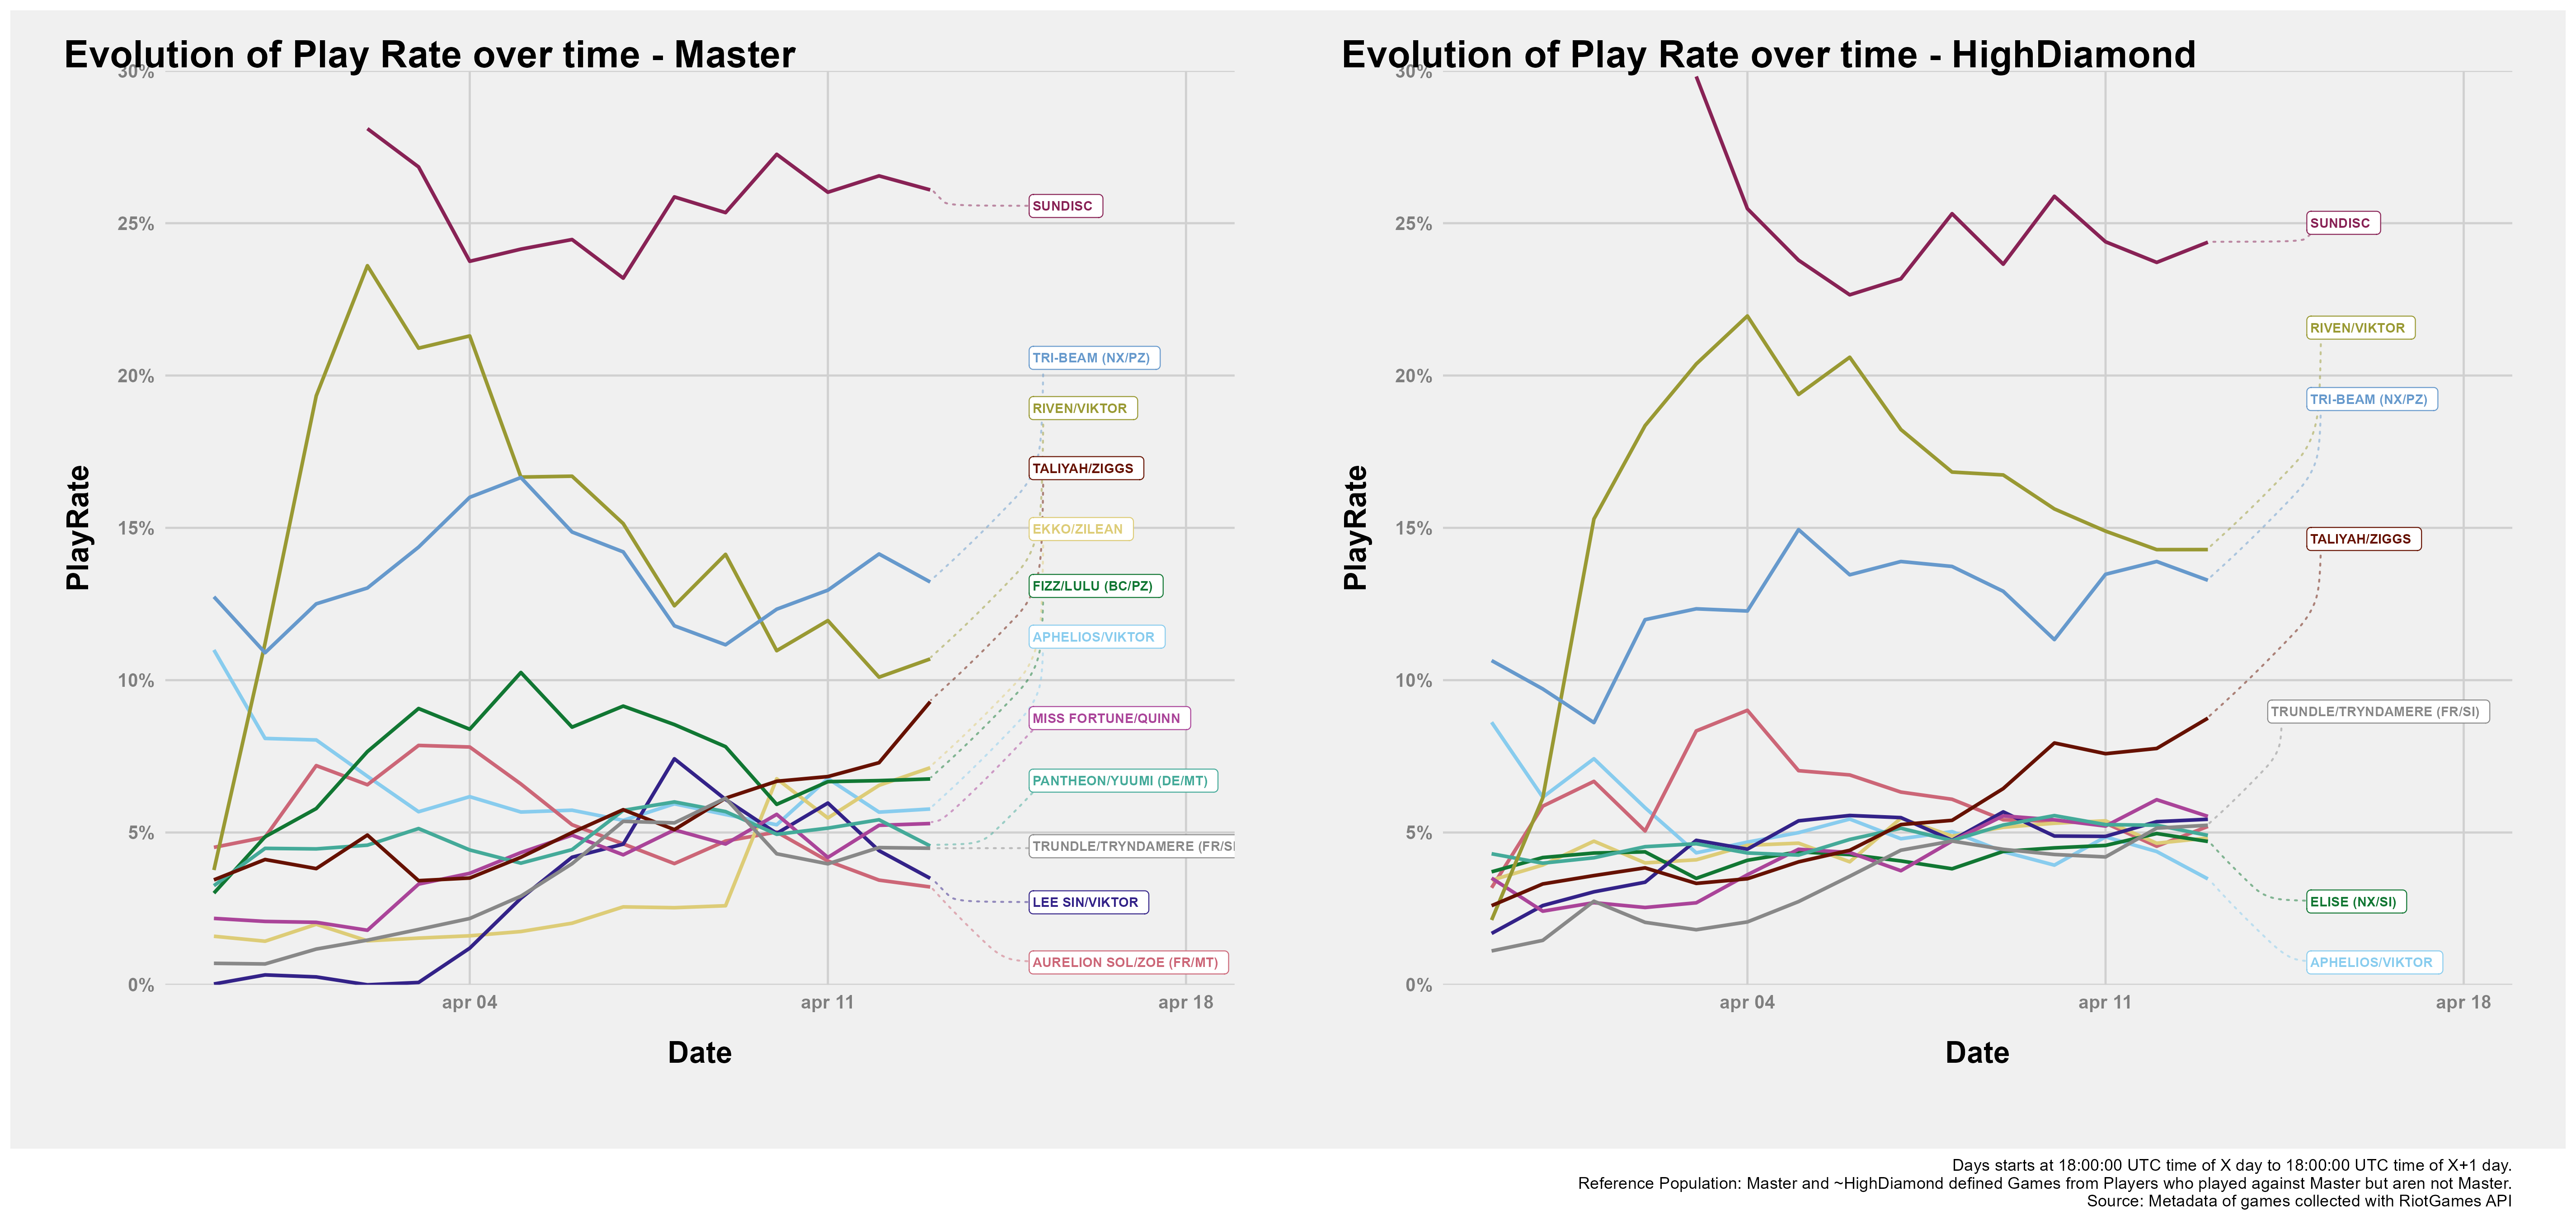 Evolution of Play Rate over time - Master
30%
25%
20%
15%
10%
5%
0%
PlayRate
SUNDISC
TRI-BEAM (NX/PZ)
RIVEN/VIKTOR
TALIYAH/ZIGGS
EKKO/ZILEAN
FIZZ/LULU (BC/PZ)
APHELIOS/VIKTOR
MISS FORTUNE/QUINN
PANTHEON/YUUMI (DE/MT)
TRUNDLE/TRYNDAMERE (FR/SI
LEE SIN/VIKTOR
AURELION SOL/ZOE (FR/MT)
apr 04
apr 11
apr 18
Date
Evolution of Play Rate over time - HighDiamond
30%
25%
20%
15%
10%
5%
0%
PlayRate
SUNDISC
RIVEN/VIKTOR
TRI-BEAM (NX/PZ)
TALIYAH/ZIGGS
TRUNDLE/TRYNDAMERE (FR/SI)
ELISE (NX/SI)
APHELIOS/VIKTOR
apr 04
apr 11
apr 18
Date
Days starts at 18:00:00 UTC time of X day to 18:00:00 UTC time of X+1 day.
Reference Population: Master and ~HighDiamond defined Games from Players who played against Master but aren not Master.
Source: Metadata of games collected with RiotGames API